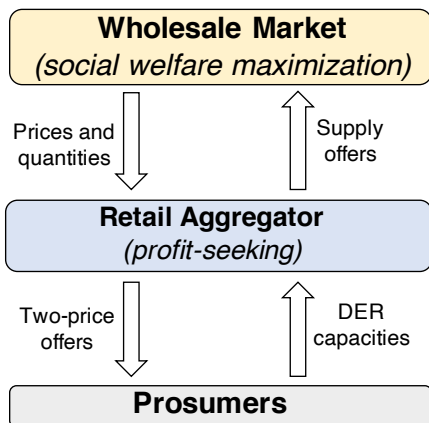 Wholesale Market
(social welfare maximization)
Prices and
quantities
Supply
offers
Retail Aggregator
(profit-seeking)
Two-price
offers
DER
capacities
Prosumers